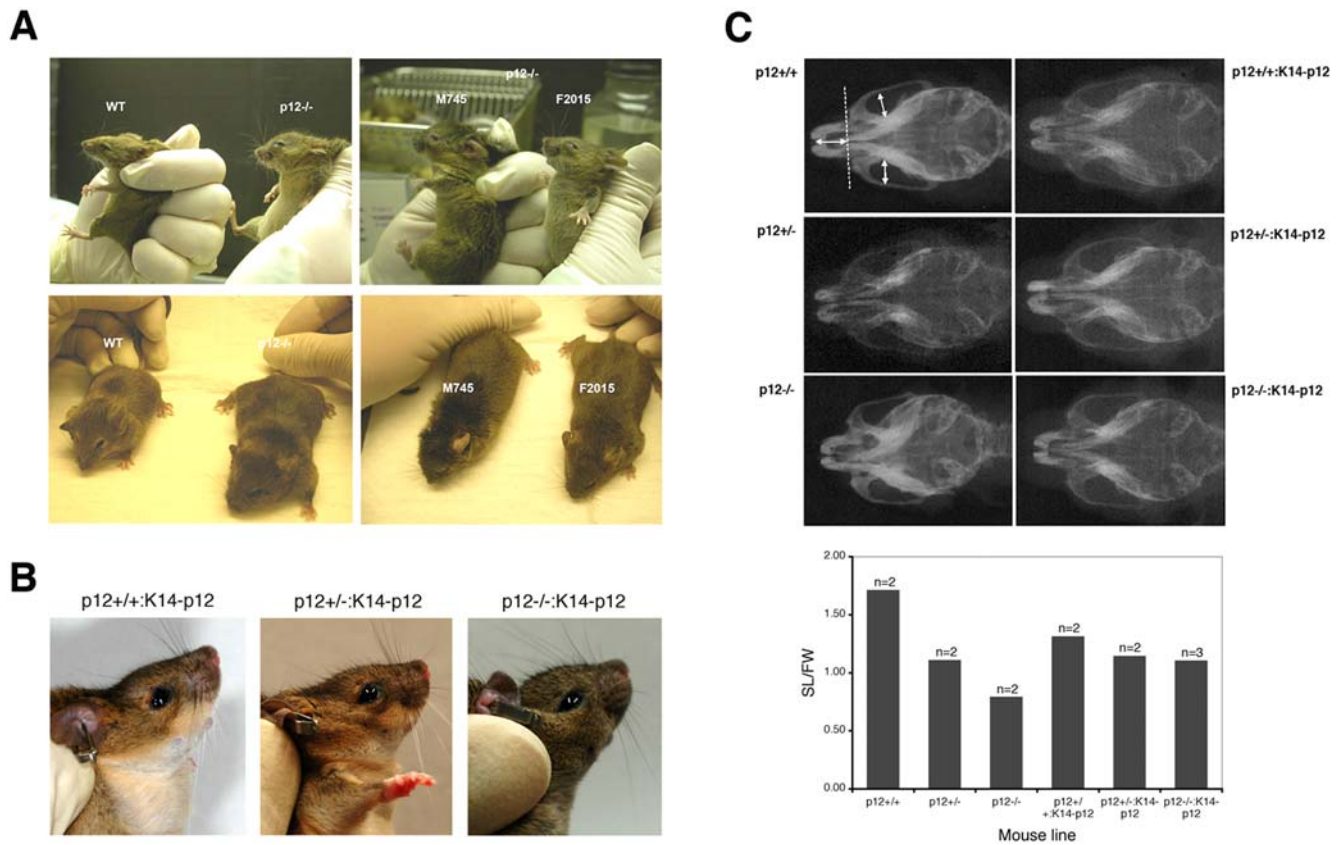 A
WT
p12-/-
p12-/-
M745
F2015
WT
p12-/-
M745
F2015
B
p12+/+:K14-p12
p12+/-:K14-p12
p12-/-:K14-p12
C
p12+/+
p12+/+:K14-p12
p12+/-
p12+/-:K14-p12
p12-/-
p12-/-:K14-p12
2.00
1.50
1.00
0.50
0.00
SL/FW
n=2
n=2
n=2
n=2
n=2
n=3
p12+/+
p12+/-
p12-/-
p12+/
+:K14-p12
p12+/-:K14-
p12
p12-/-:K14-
p12
Mouse line